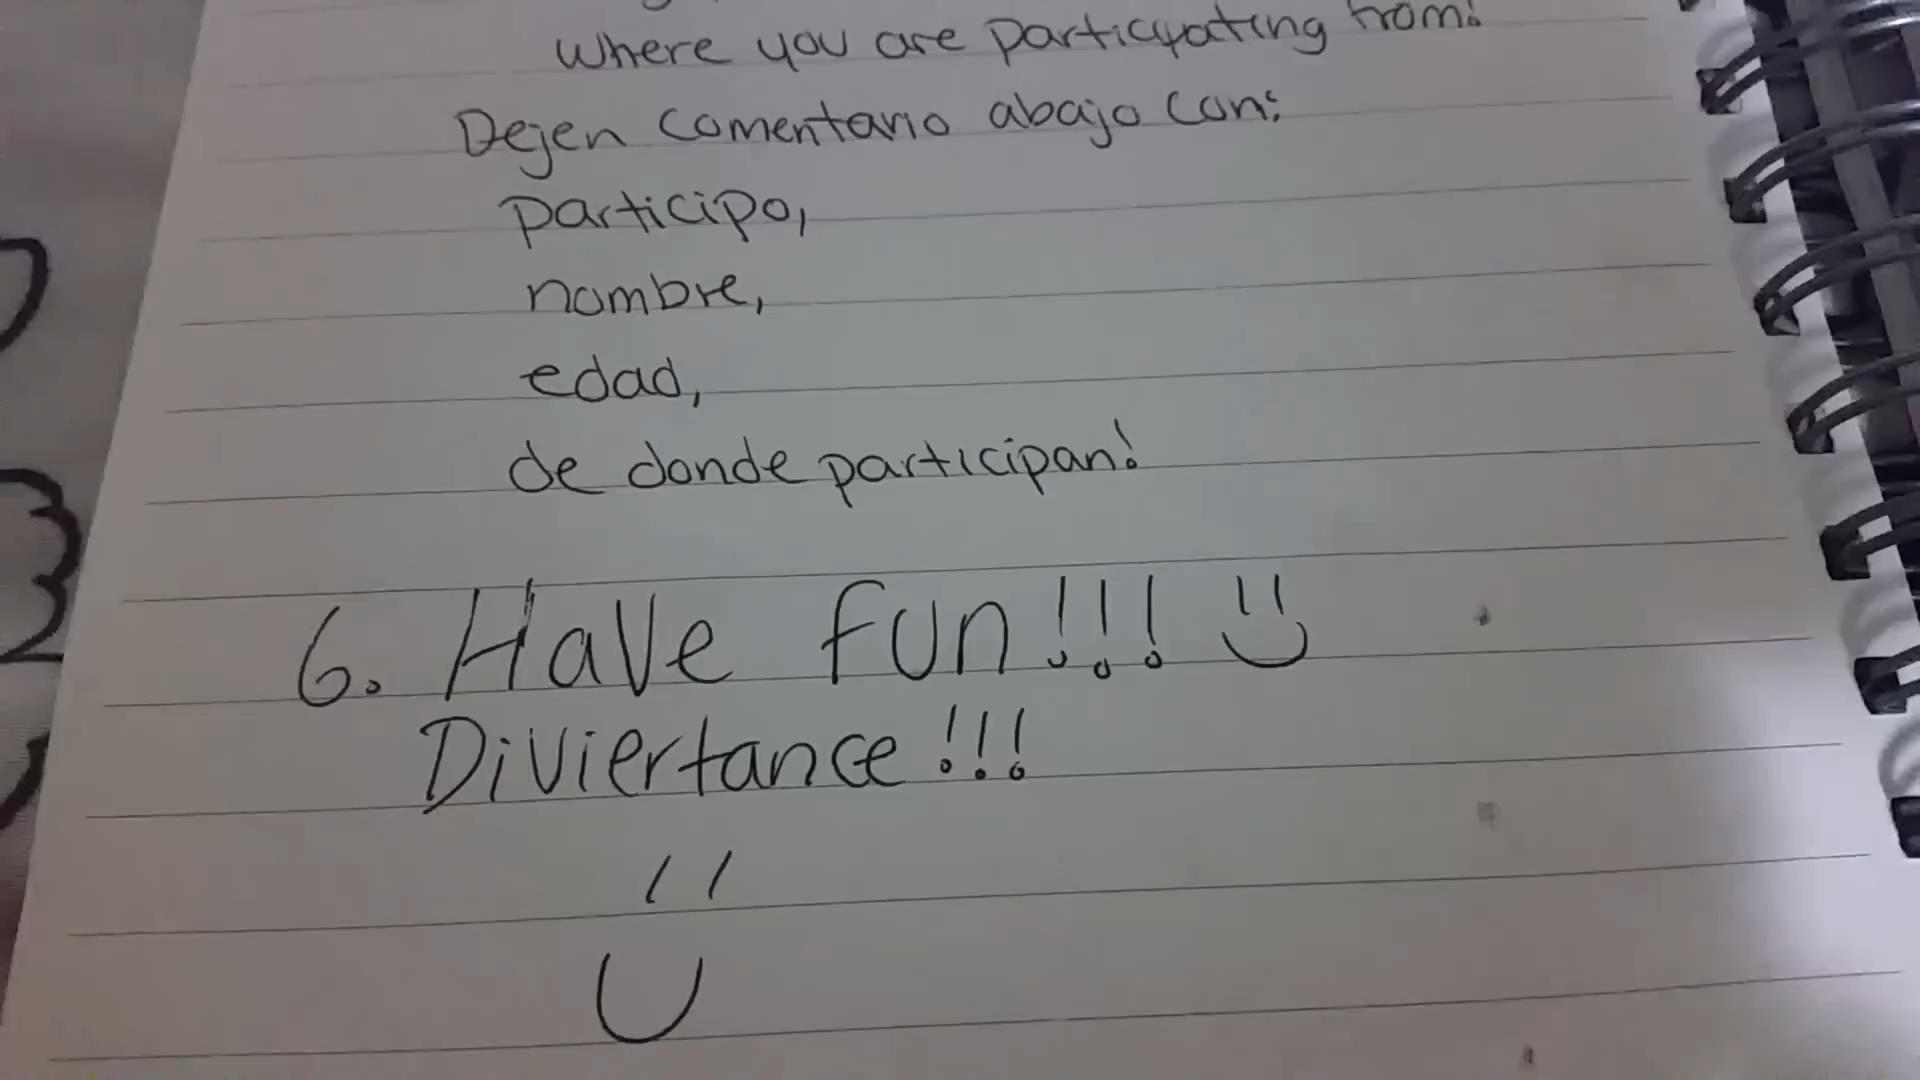 where you are participating from!
Dejen comentario abajo con:
participo,
nombre,
edad,
de donde participan!
6. Have fun!!!
Diviertance!!!